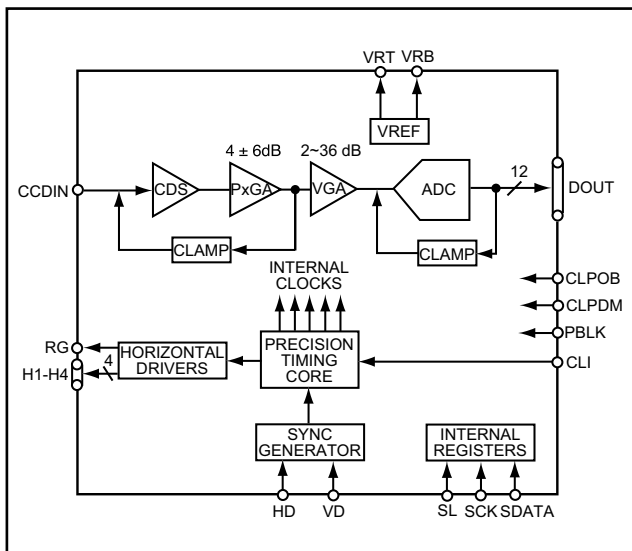 VRT VRB
VREF
4 ± 6dB
2~36 dB
CCDIN
CDS
PxGA
VGA
ADC
12
DOUT
CLAMP
CLAMP
INTERNAL
CLOCKS
CLPOB
CLPDM
PBLK
CLI
RG
H1-H4
4
HORIZONTAL
DRIVERS
PRECISION
TIMING
CORE
SYNC
GENERATOR
INTERNAL
REGISTERS
HD
VD
SL
SCK
SDATA